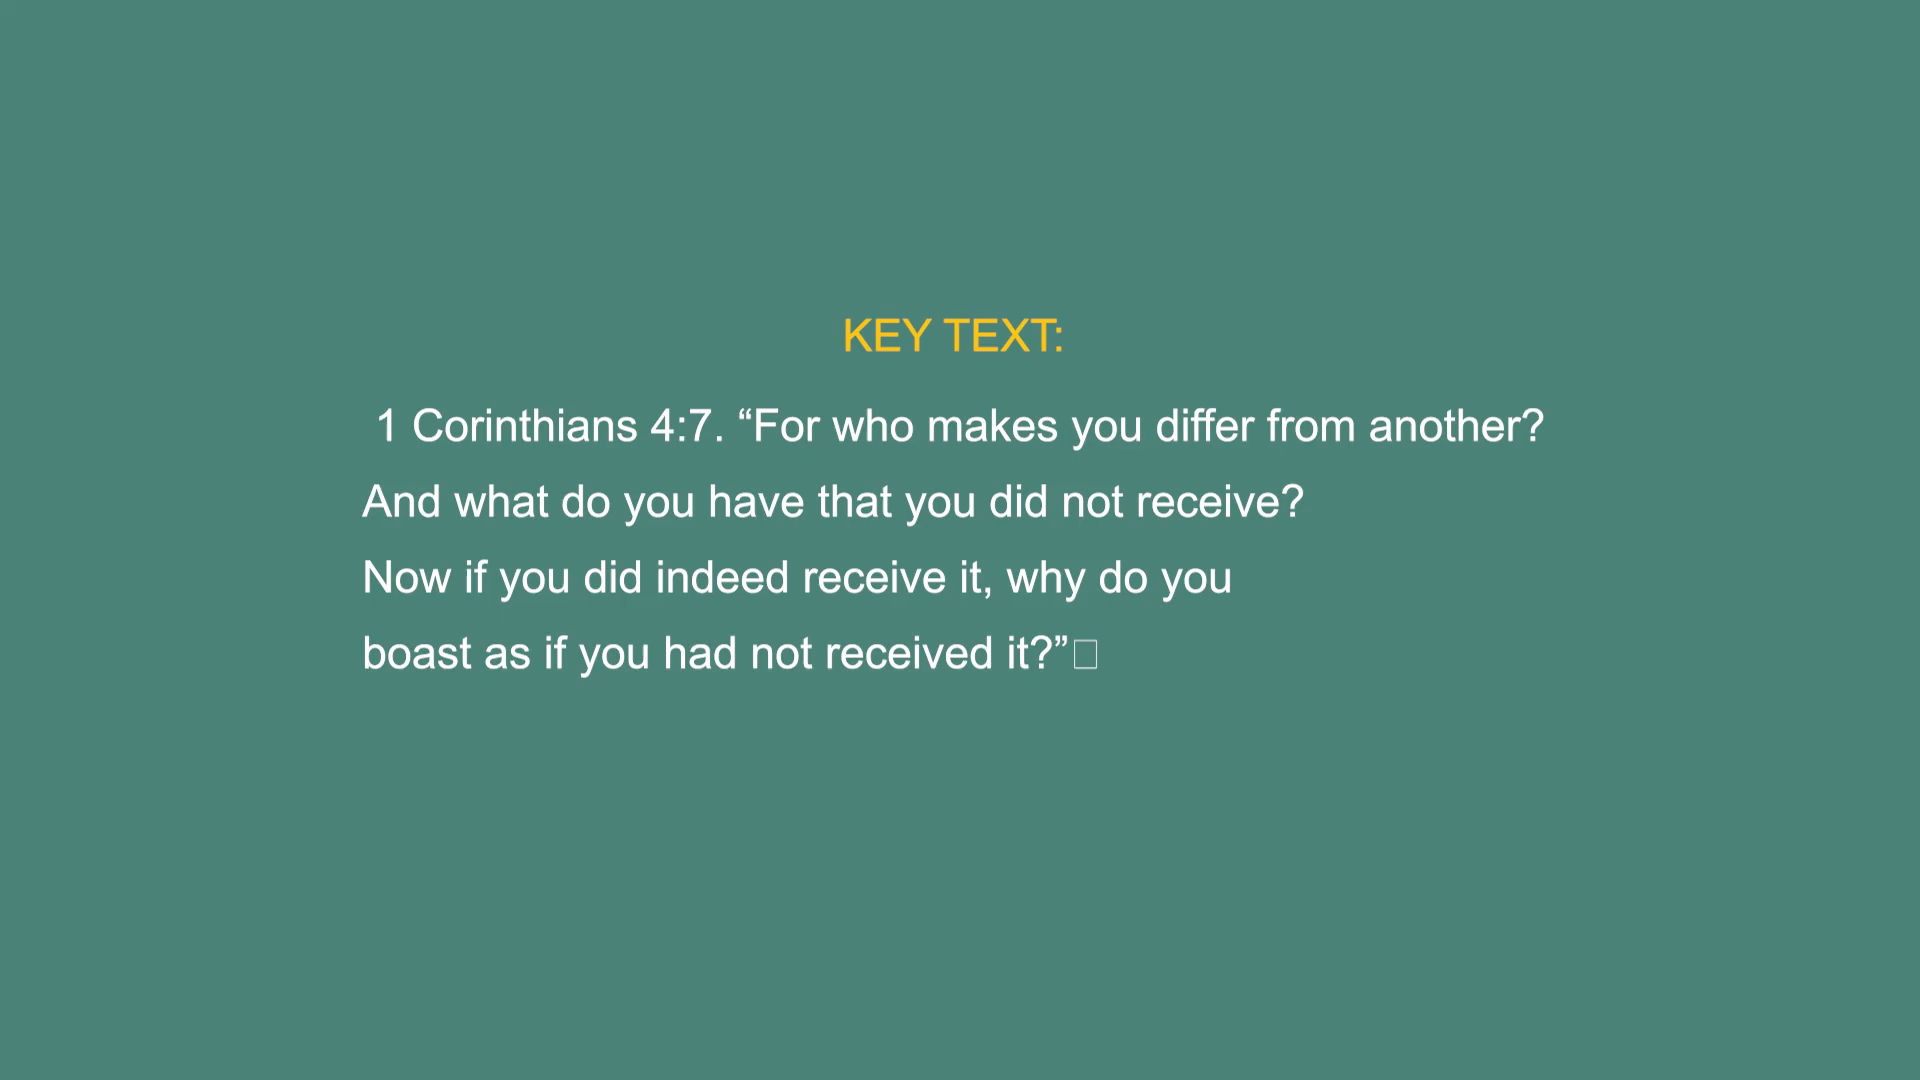 KEY TEXT:
1 Corinthians 4:7. “For who makes you differ from another?
And what do you have that you did not receive?
Now if you did indeed receive it, why do you
boast as if you had not received it?”